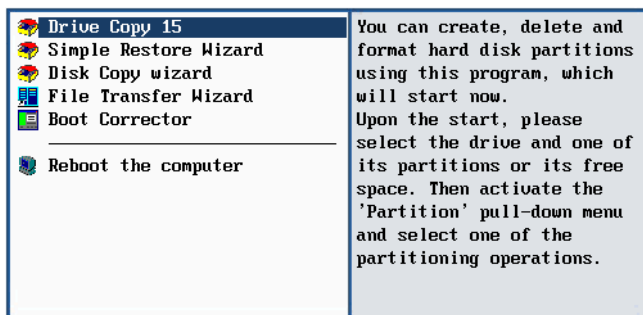 Drive Copy 15
Simple Restore Wizard
Disk Copy wizard
File Transfer Wizard
Boot Corrector
Reboot the computer
You can create, delete and
format hard disk partitions
using this program, which
will start now.
Upon the start, please
select the drive and one of
its partitions or its free
space. Then activate the
'Partition' pull-down menu
and select one of the
partitioning operations.